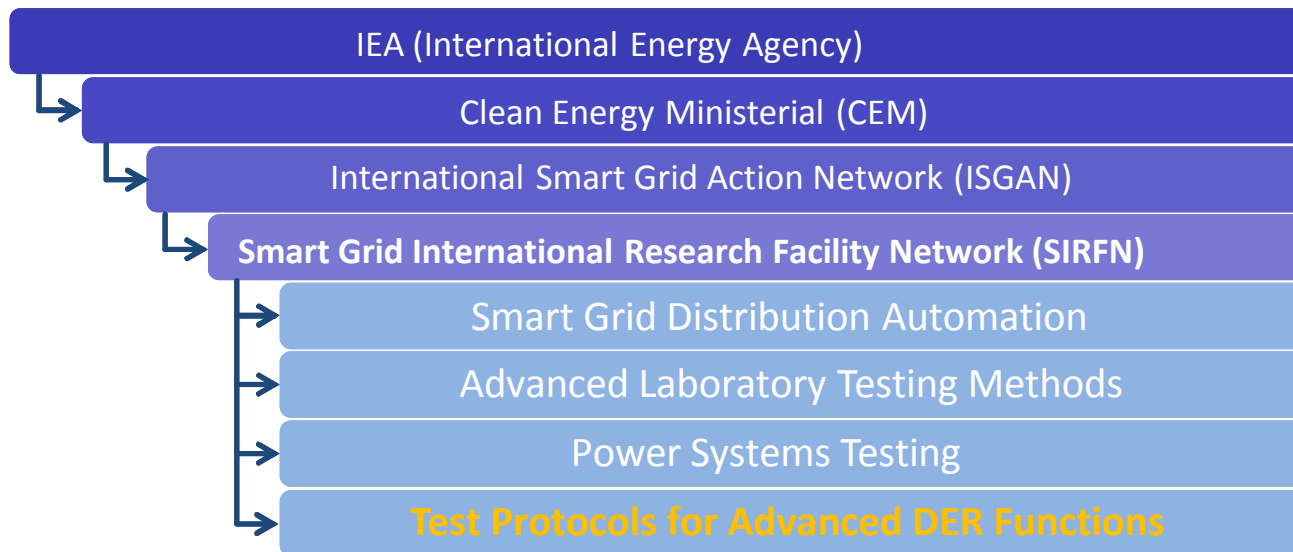 IEA (International Energy Agency)
Clean Energy Ministerial (CEM)
International Smart Grid Action Network (ISGAN)
Smart Grid International Research Facility Network (SIRFN)
Smart Grid Distribution Automation
Advanced Laboratory Testing Methods
Power Systems Testing
Test Protocols for Advanced DER Functions